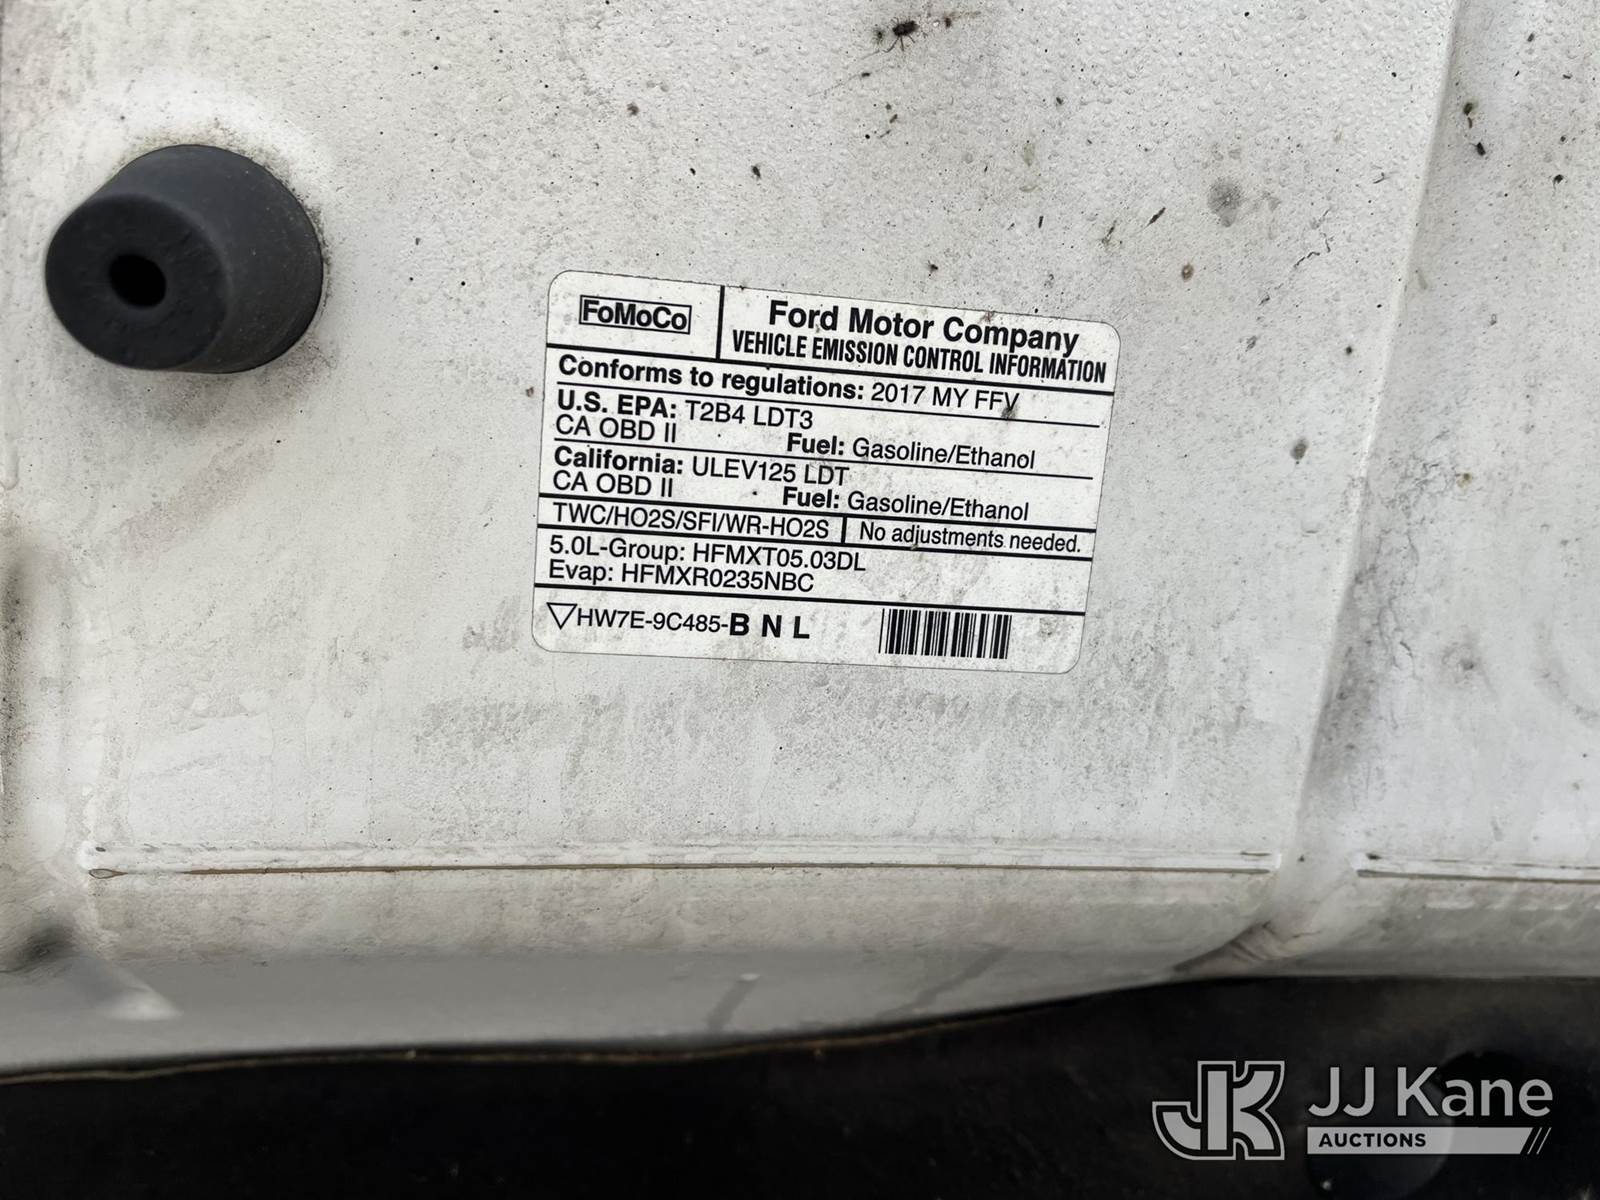 FoMoCo
Ford Motor Company
VEHICLE EMISSION CONTROL INFORMATION
Conforms to regulations: 2017 MY FFV
U.S. EPA: T2B4 LDT3
CA OBD II Fuel: Gasoline/Ethanol
California: ULEV125 LDT
CA OBD II Fuel: Gasoline/Ethanol
TWC/HO2S/SFI/WR-HO2S No adjustments needed.
5.0L-Group: HFMXT05.03DL
Evap: HFMXR0235NBC
HW7E-9C485-B N L
JK JJ Kane
AUCTIONS